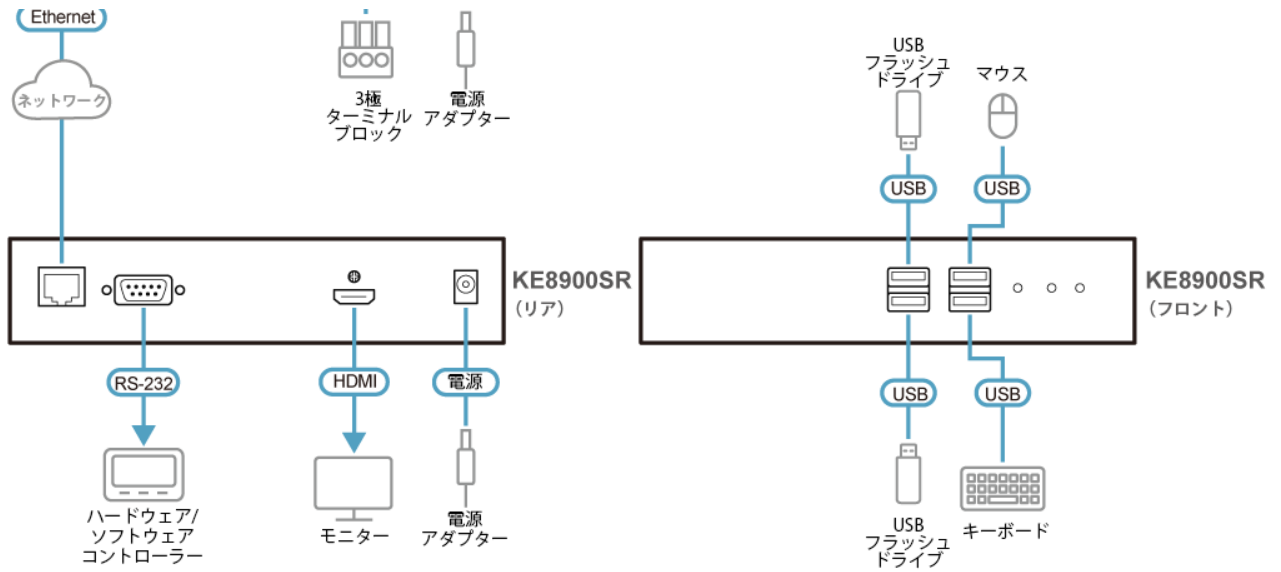 Ethernet
ネットワーク
3極
ターミナル
ブロック
電源
アダプター
USB
フラッシュ
ドライブ
マウス
USB
USB
KE8900SR
（リア）
KE8900SR
（フロント）
RS-232
HDMI
電源
USB
USB
ハードウェア/
ソフトウェア
コントローラー
モニター
電源
アダプター
USB
フラッシュ
ドライブ
キーボード